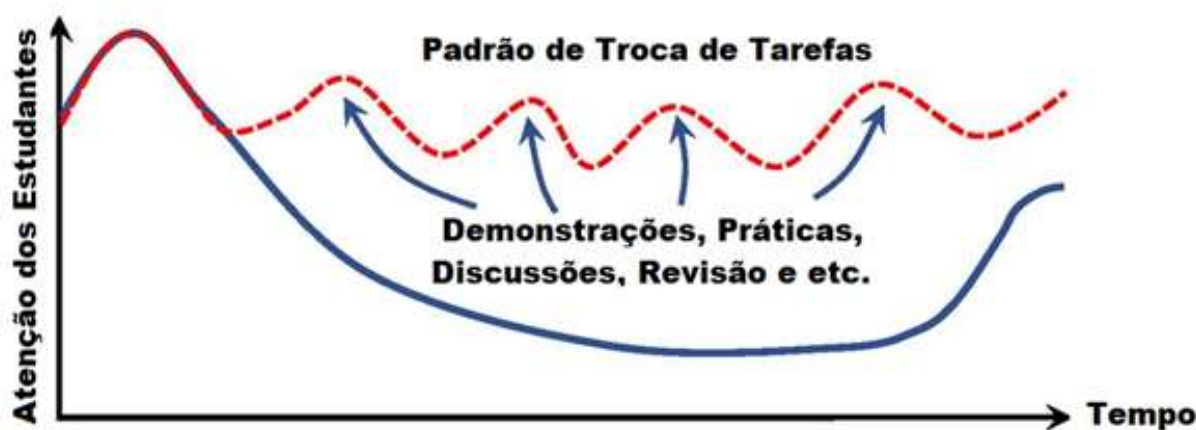 Atenção dos Estudantes
Padrão de Troca de Tarefas
Demonstrações, Práticas,
Discussões, Revisão e etc.
Tempo